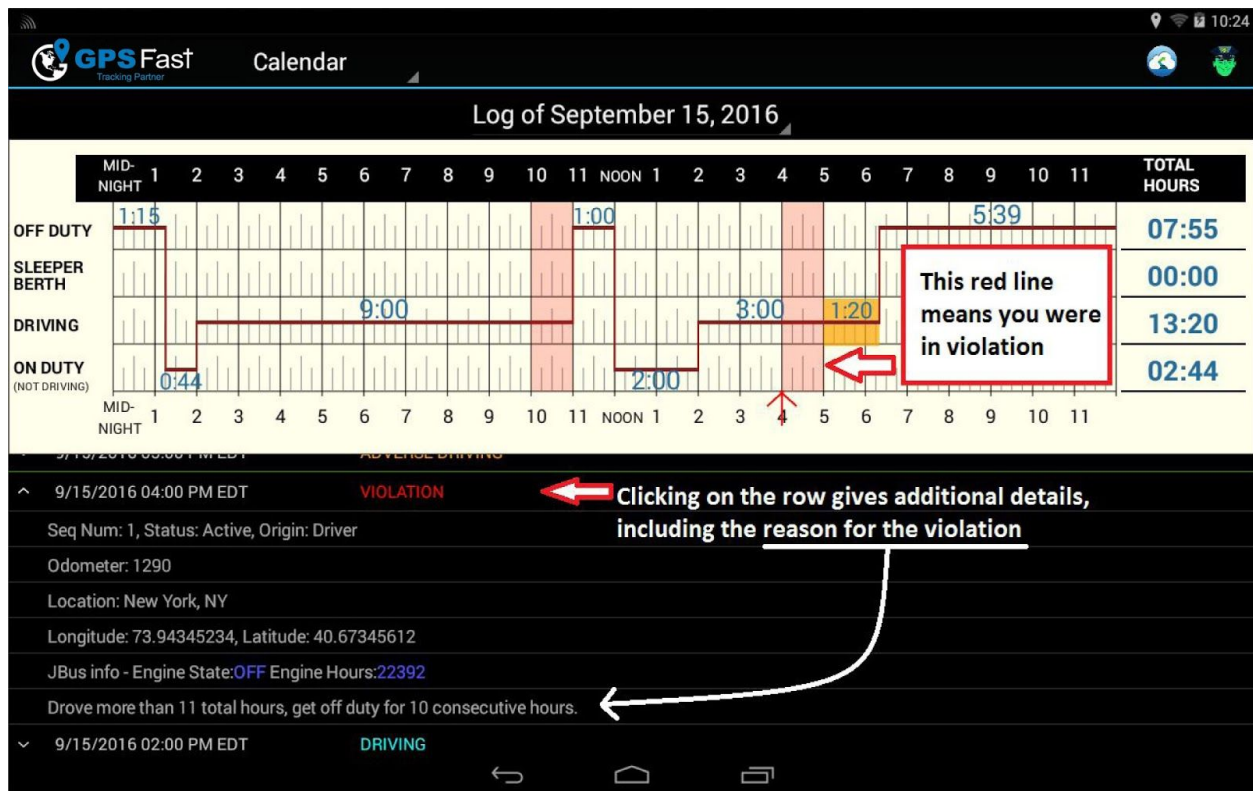 10:24
GPS Fast
Tracking Partner
Calendar
Log of September 15, 2016
MID-NIGHT 1 2 3 4 5 6 7 8 9 10 11 NOON 1 2 3 4 5 6 7 8 9 10 11 TOTAL HOURS
OFF DUTY 1:15 1:00 5:39 07:55
SLEEPER BERTH 00:00
DRIVING 9:00 3:00 1:20 13:20
ON DUTY 0:44 2:00 02:44
(NOT DRIVING)
This red line
means you were
in violation
MID-NIGHT 1 2 3 4 5 6 7 8 9 10 11 NOON 1 2 3 4 5 6 7 8 9 10 11
9/15/2016 05:00 PM EDT ADVERSE DRIVING
9/15/2016 04:00 PM EDT VIOLATION
Clicking on the row gives additional details,
including the reason for the violation
Seq Num: 1, Status: Active, Origin: Driver
Odometer: 1290
Location: New York, NY
Longitude: 73.94345234, Latitude: 40.67345612
JBus info - Engine State:OFF Engine Hours:22392
Drove more than 11 total hours, get off duty for 10 consecutive hours.
9/15/2016 02:00 PM EDT DRIVING